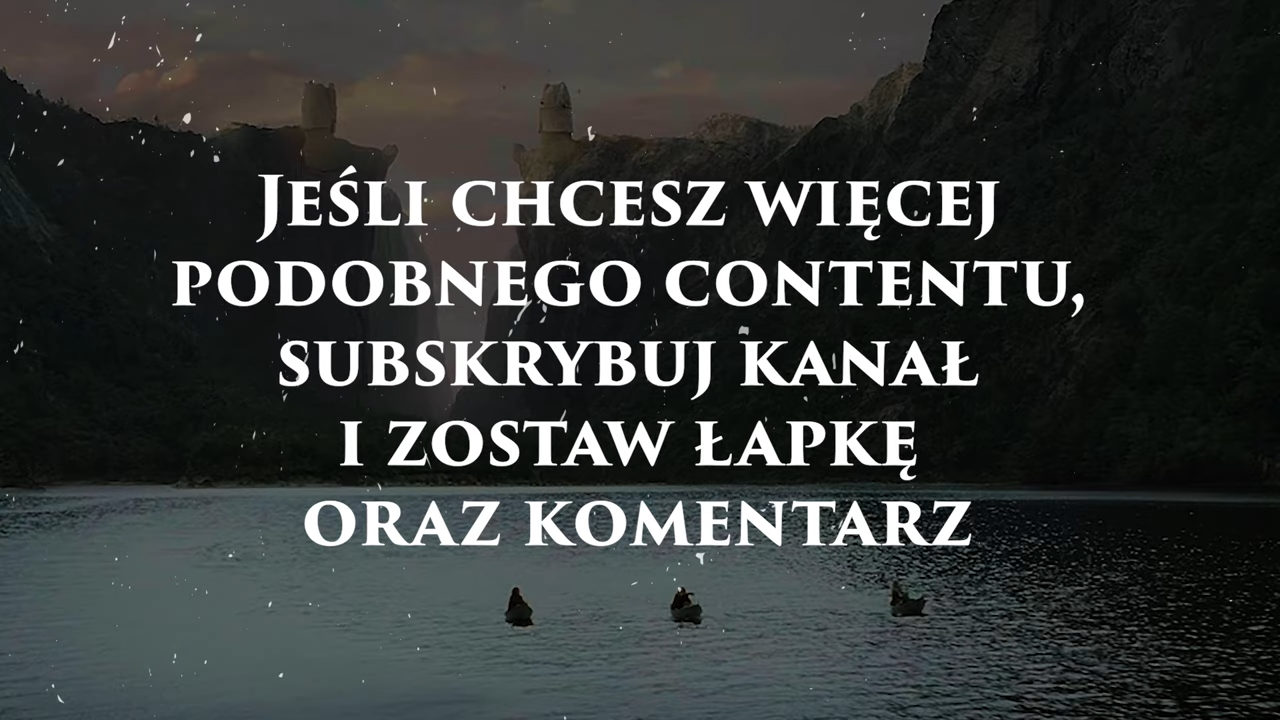 Jeśli chcesz więcej
podobnego contentu,
subskrybuj kanał
i zostaw łapkę
oraz komentarz